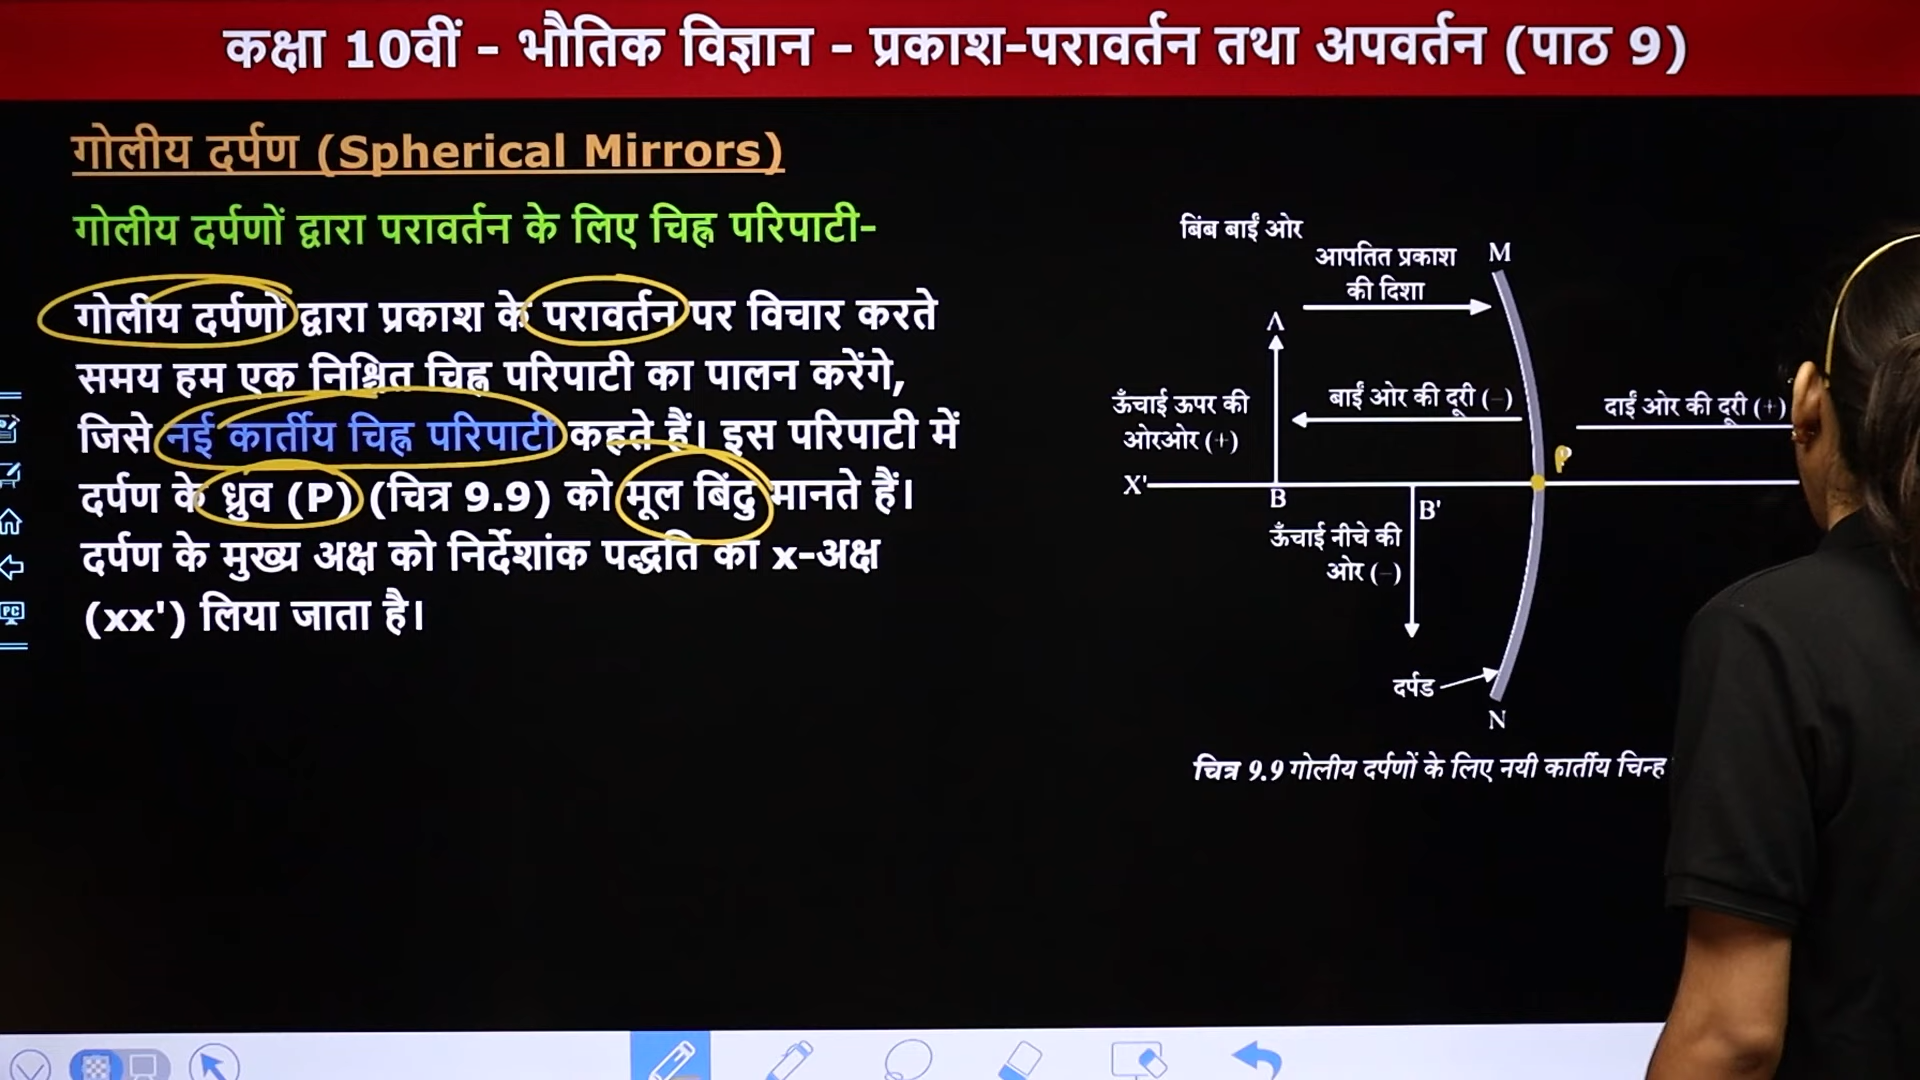 कक्षा 10वीं - भौतिक विज्ञान - प्रकाश-परावर्तन तथा अपवर्तन (पाठ 9)
गोलीय दर्पण (Spherical Mirrors)
गोलीय दर्पणों द्वारा परावर्तन के लिए चिह्न परिपाटी-
गोलीय दर्पणो द्वारा प्रकाश के परावर्तन पर विचार करते
समय हम एक निश्चित चिह्न परिपाटी का पालन करेंगे,
जिसे नई कार्तीय चिह्न परिपाटी कहते हैं। इस परिपाटी में
दर्पण के ध्रुव (P) (चित्र 9.9) को मूल बिंदु मानते हैं।
दर्पण के मुख्य अक्ष को निर्देशांक पद्धति का x-अक्ष
(xx') लिया जाता है।
बिंब बाईं ओर
आपतित प्रकाश
की दिशा
M
A
ऊँचाई ऊपर की
ओरओर (+)
बाईं ओर की दूरी (-)
दाईं ओर की दूरी (+)
P
X'
B
B'
ऊँचाई नीचे की
ओर (-)
दर्पड
N
चित्र 9.9 गोलीय दर्पणों के लिए नयी कार्तीय चिन्ह
PC